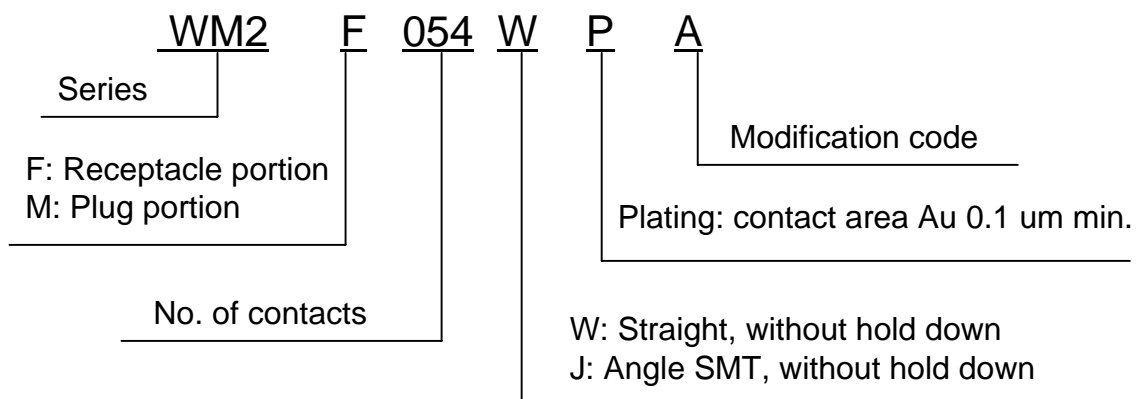 WM2 F 054 W P A
Series
Modification code
F: Receptacle portion
M: Plug portion
Plating: contact area Au 0.1 um min.
No. of contacts
W: Straight, without hold down
J: Angle SMT, without hold down